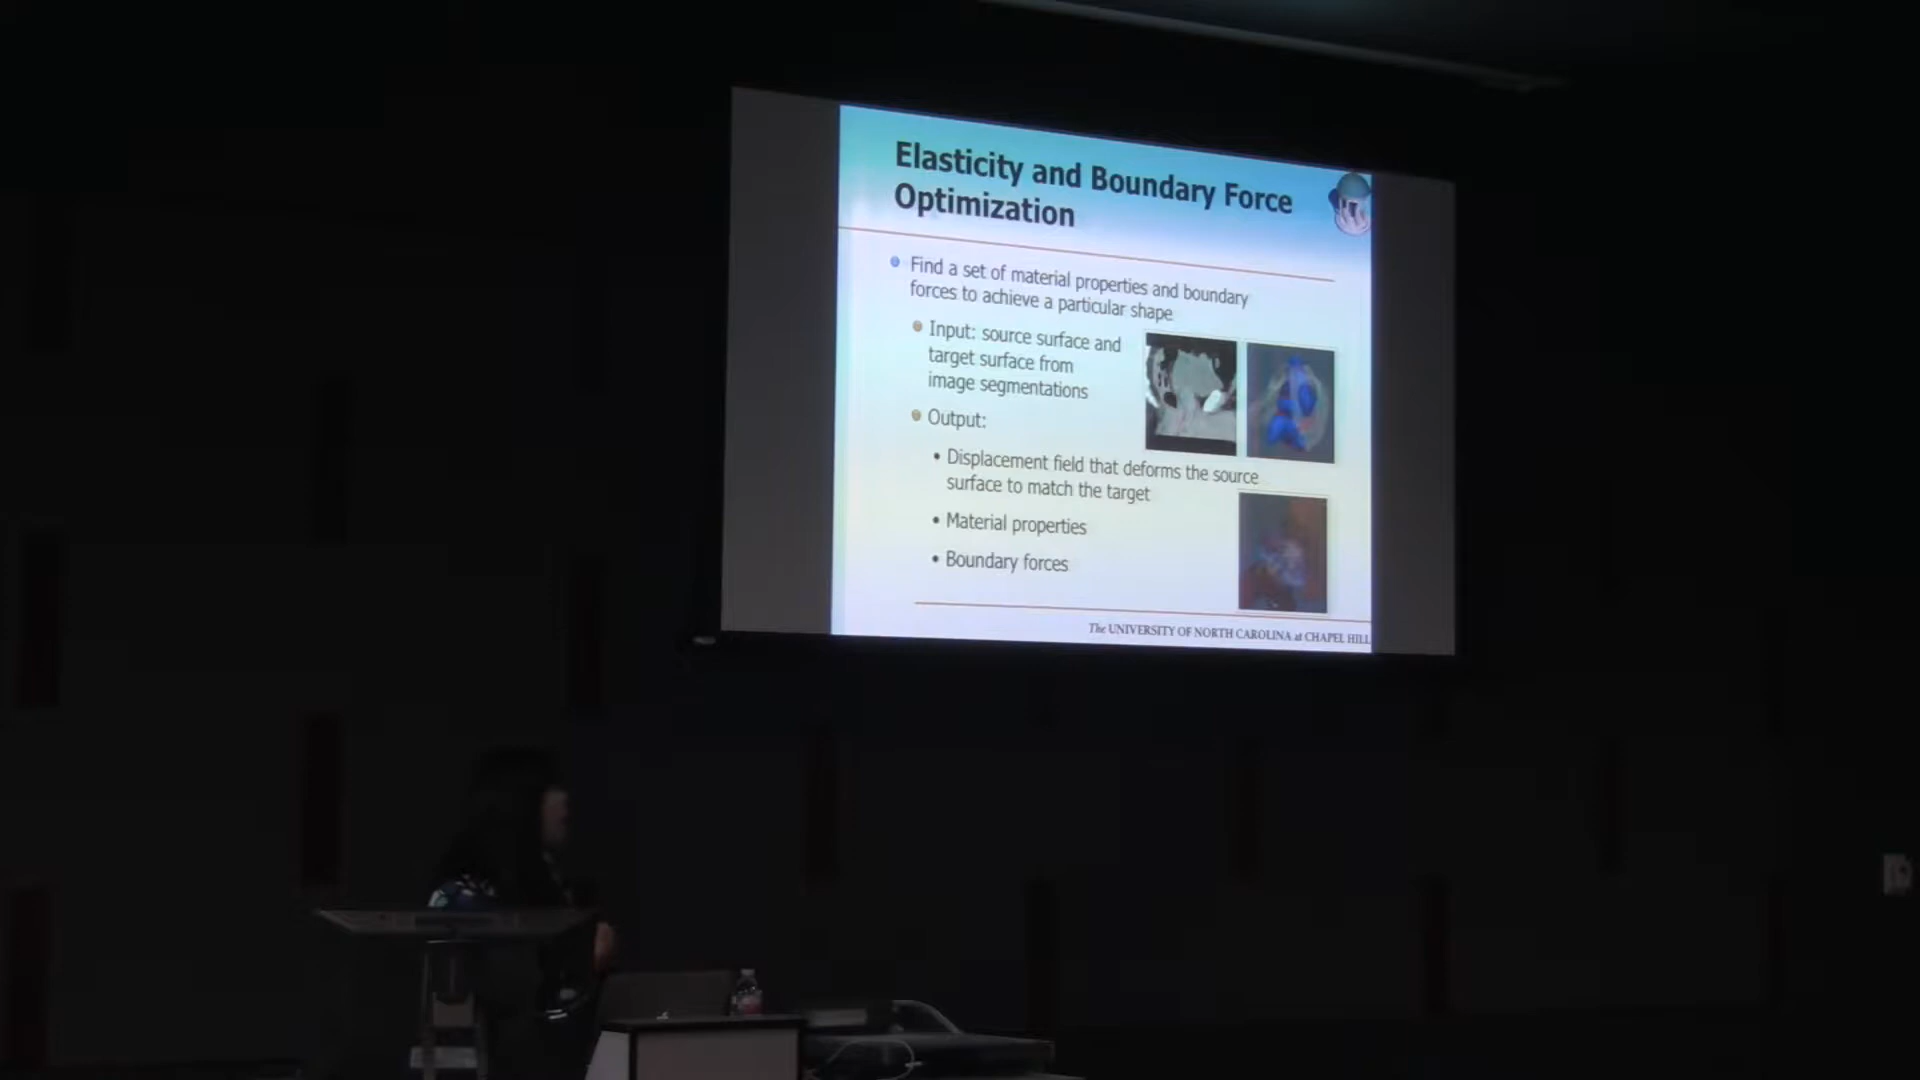 Elasticity and Boundary Force
Optimization
Find a set of material properties and boundary
forces to achieve a particular shape
Input: source surface and
target surface from
image segmentations
Output:
• Displacement field that deforms the source
surface to match the target
• Material properties
• Boundary forces
The UNIVERSITY OF NORTH CAROLINA at CHAPEL HILL